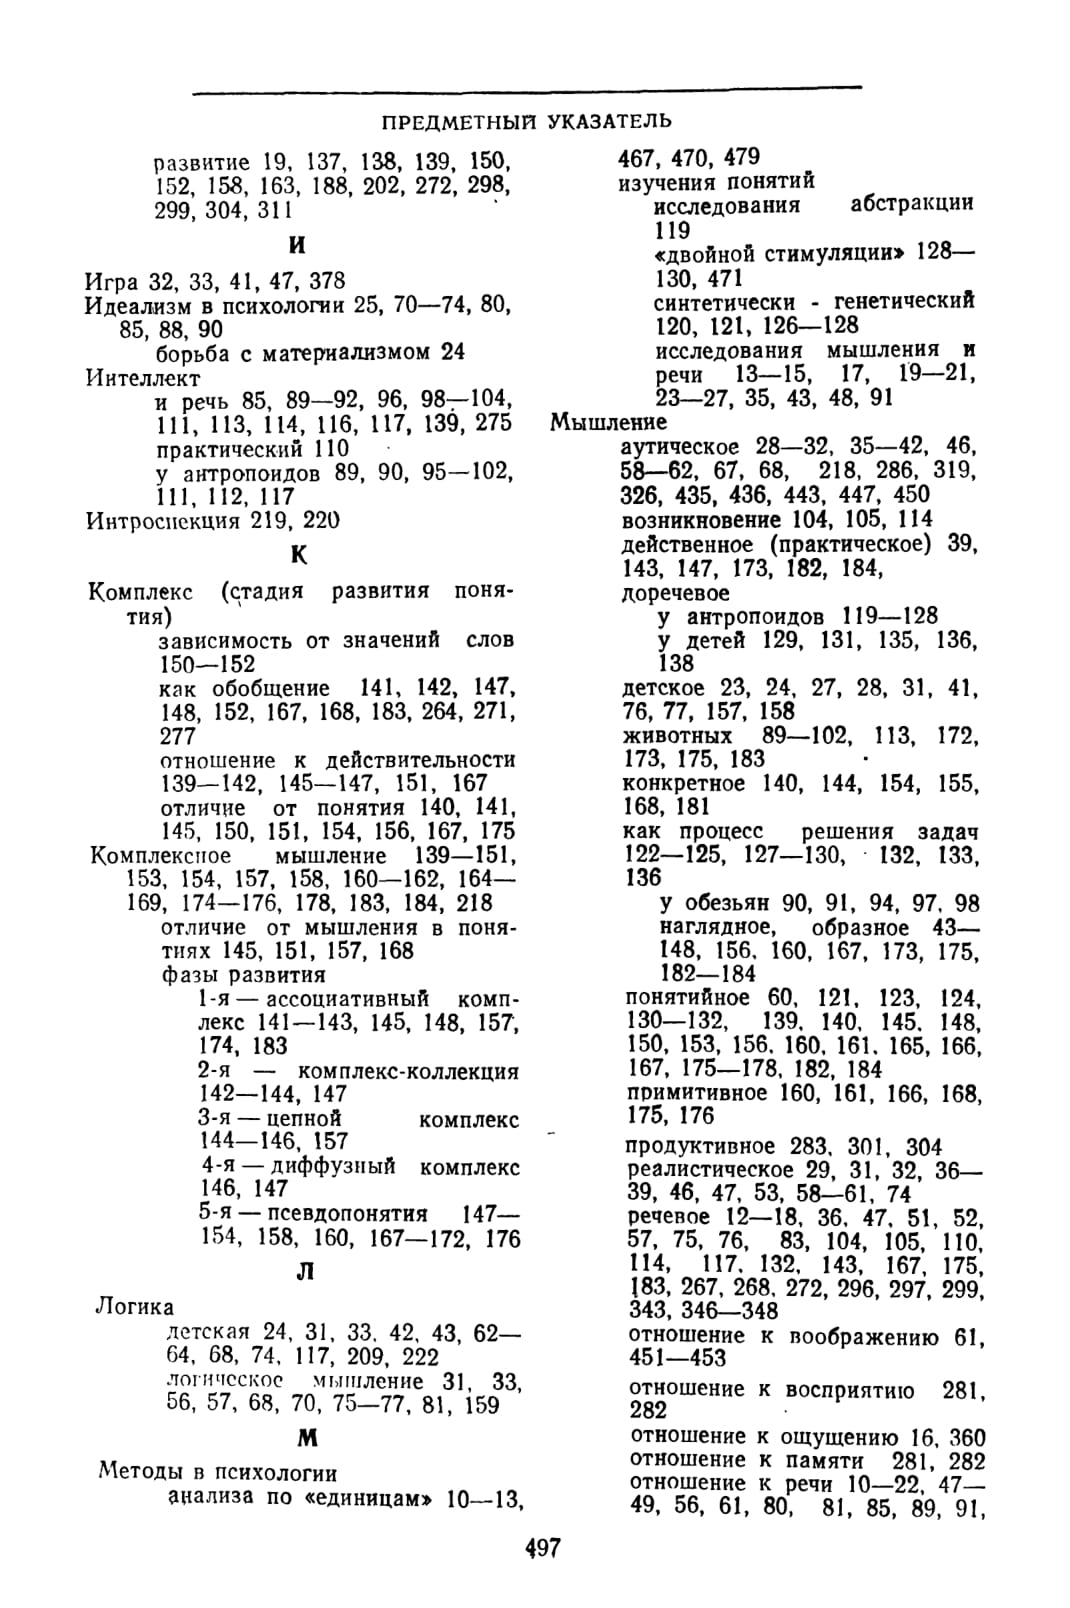 ПРЕДМЕТНЫЙ УКАЗАТЕЛЬ
развитие 19, 137, 138, 139, 150,
152, 158, 163, 188, 202, 272, 298,
299, 304, 311
И
Игра 32, 33, 41, 47, 378
Идеализм в психологии 25, 70—74, 80,
85, 88, 90
борьба с материализмом 24
Интеллект
и речь 85, 89—92, 96, 98—104,
111, 113, 114, 116, 117, 139, 275
практический 110
у антропоидов 89, 90, 95—102,
111, 112, 117
Интроспекция 219, 220
К
Комплекс (стадия развития поня-
тия)
зависимость от значений слов
150—152
как обобщение 141, 142, 147,
148, 152, 167, 168, 183, 264, 271,
277
отношение к действительности
139—142, 145—147, 151, 167
отличие от понятия 140, 141,
145, 150, 151, 154, 156, 167, 175
Комплексное мышление 139—151,
153, 154, 157, 158, 160—162, 164—
169, 174—176, 178, 183, 184, 218
отличие от мышления в поня-
тиях 145, 151, 157, 168
фазы развития
1-я — ассоциативный комп-
лекс 141—143, 145, 148, 157,
174, 183
2-я — комплекс-коллекция
142—144, 147
3-я — цепной комплекс
144—146, 157
4-я — диффузный комплекс
146, 147
5-я — псевдопонятия 147—
154, 158, 160, 167—172, 176
Л
Логика
детская 24, 31, 33, 42, 43, 62—
64, 68, 74, 117, 209, 222
логическое мышление 31, 33,
56, 57, 68, 70, 75—77, 81, 159
М
Методы в психологии
анализа по «единицам» 10—13,
467, 470, 479
изучения понятий
исследования абстракции
119
«двойной стимуляции» 128—
130, 471
синтетически - генетический
120, 121, 126—128
исследования мышления и
речи 13—15, 17, 19—21,
23—27, 35, 43, 48, 91
Мышление
аутическое 28—32, 35—42, 46,
58—62, 67, 68, 218, 286, 319,
326, 435, 436, 443, 447, 450
возникновение 104, 105, 114
действенное (практическое) 39,
143, 147, 173, 182, 184,
доречевое
у антропоидов 119—128
у детей 129, 131, 135, 136,
138
детское 23, 24, 27, 28, 31, 41,
76, 77, 157, 158
животных 89—102, 113, 172,
173, 175, 183
конкретное 140, 144, 154, 155,
168, 181
как процесс решения задач
122—125, 127—130, 132, 133,
136
у обезьян 90, 91, 94, 97, 98
наглядное, образное 43—
148, 156, 160, 167, 173, 175,
182—184
понятийное 60, 121, 123, 124,
130—132, 139, 140, 145, 148,
150, 153, 156, 160, 161, 165, 166,
167, 175—178, 182, 184
примитивное 160, 161, 166, 168,
175, 176
продуктивное 283, 301, 304
реалистическое 29, 31, 32, 36—
39, 46, 47, 53, 58—61, 74
речевое 12—18, 36, 47, 51, 52,
57, 75, 76, 83, 104, 105, 110,
114, 117, 132, 143, 167, 175,
183, 267, 268, 272, 296, 297, 299,
343, 346—348
отношение к воображению 61,
451—453
отношение к восприятию 281,
282
отношение к ощущению 16, 360
отношение к памяти 281, 282
отношение к речи 10—22, 47—
49, 56, 61, 80, 81, 85, 89, 91,
497